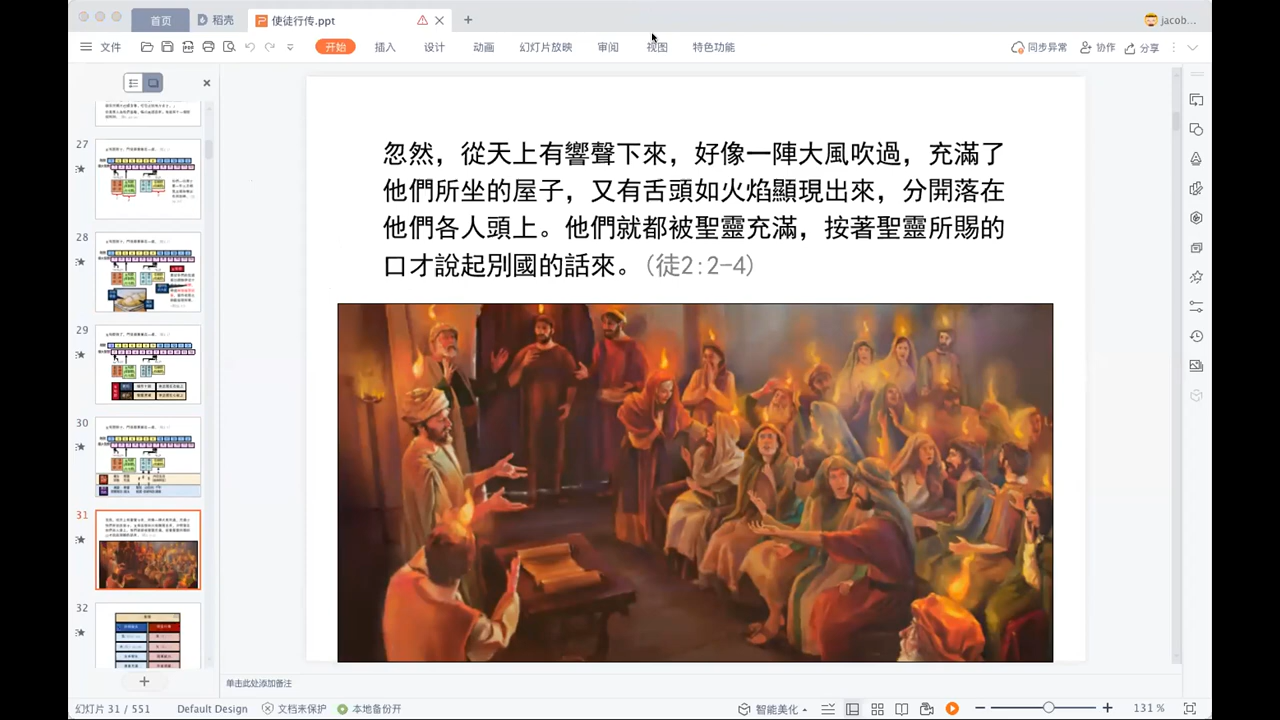 首页
稻壳
使徒行传.ppt
jacob...
文件
开始
插入
设计
动画
幻灯片放映
审阅
视图
特色功能
同步异常
协作
分享
27
28
29
30
31
32
忽然，從天上有響聲下來，好像一陣大風吹過，充滿了
他們所坐的屋子，又有舌頭如火焰顯現出來，分開落在
他們各人頭上。他們就都被聖靈充滿，按著聖靈所賜的
口才說起別國的話來。（徒2:2-4）
单击此处添加备注
幻灯片 31 / 551
Default Design
文档未保护
本地备份开
智能美化
131 %